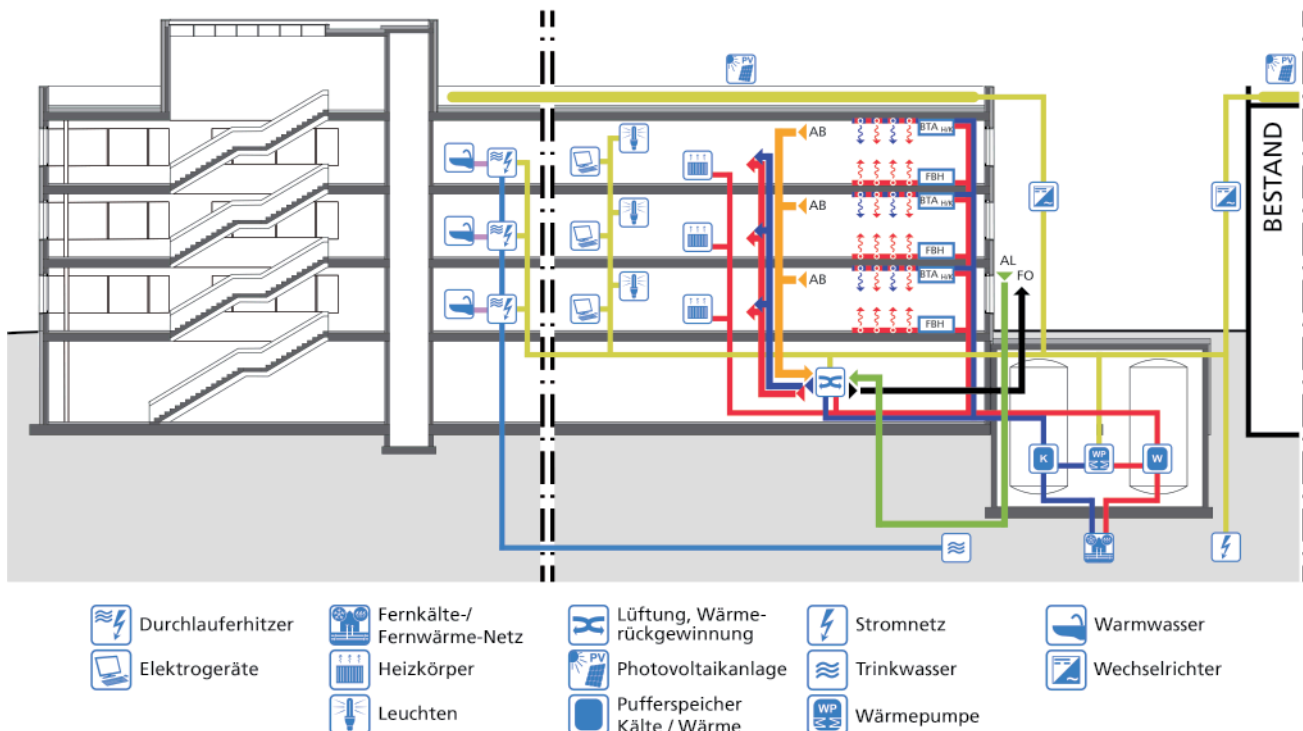 PV
PV
AB
BTA H/K
FBH
AB
BTA H/K
FBH
AB
BTA H/K
FBH
AL
FO
BESTAND
K
WP
W
Durchlauferhitzer
Fernkälte-/
Fernwärme-Netz
Lüftung, Wärme-
rückgewinnung
Stromnetz
Warmwasser
Elektrogeräte
Heizkörper
PV
Photovoltaikanlage
Trinkwasser
Wechselrichter
Leuchten
Pufferspeicher
Kälte / Wärme
WP
Wärmepumpe